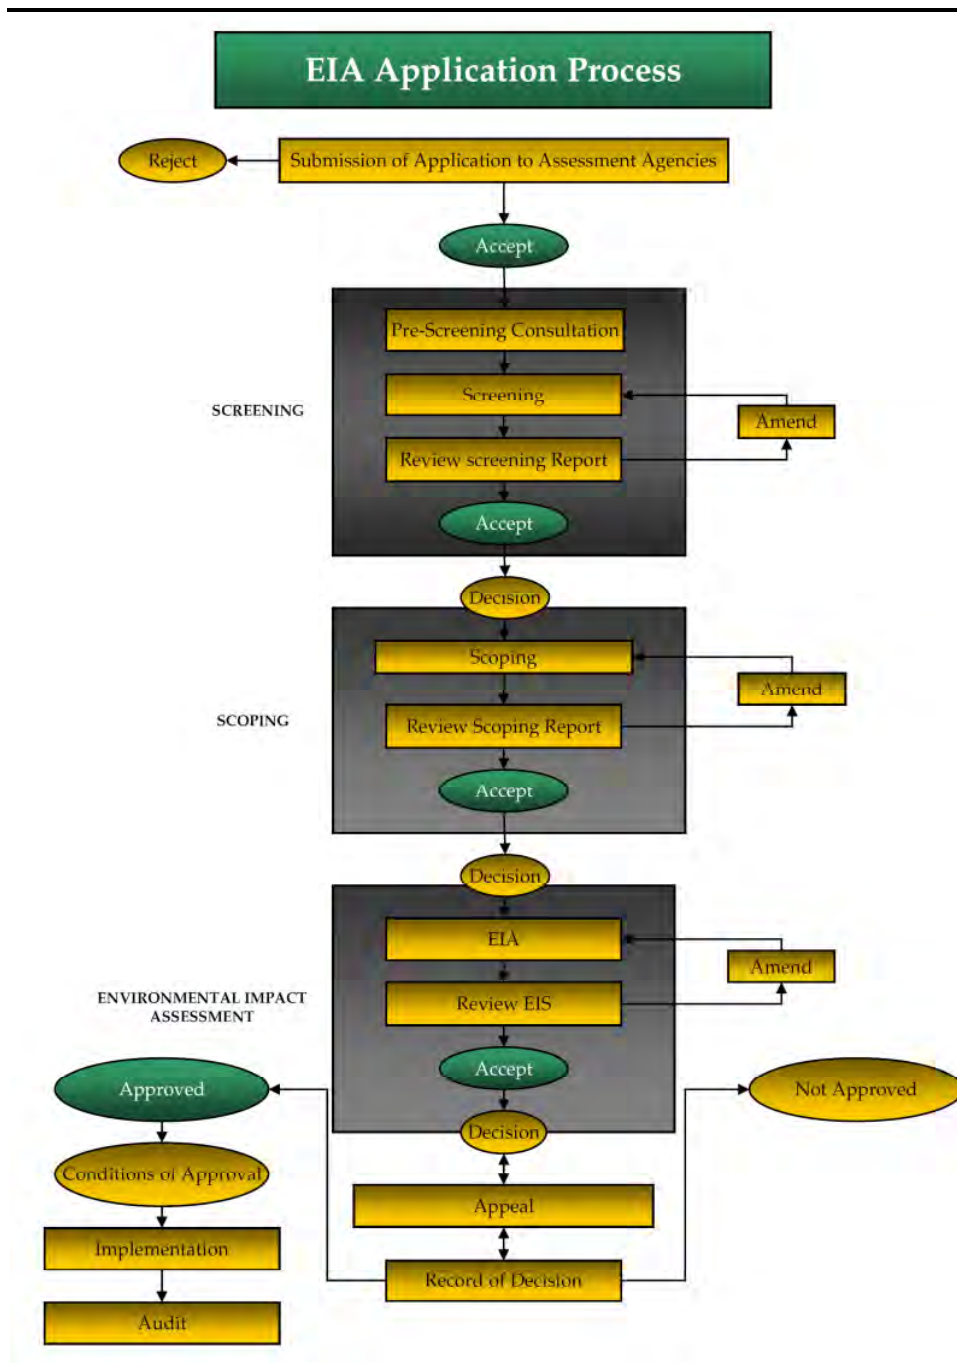 EIA Application Process
Reject
Submission of Application to Assessment Agencies
Accept
Pre-Screening Consultation
Screening
SCREENING
Amend
Review screening Report
Accept
Decision
Scoping
Amend
SCOPING
Review Scoping Report
Accept
Decision
EIA
Amend
ENVIRONMENTAL IMPACT
ASSESSMENT
Review EIS
Accept
Approved
Not Approved
Decision
Conditions of Approval
Appeal
Implementation
Record of Decision
Audit